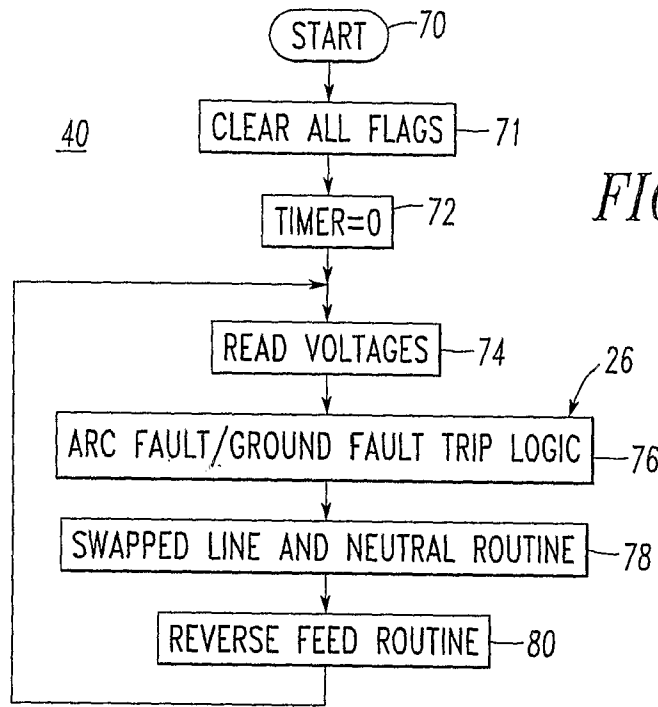 START
70
40
CLEAR ALL FLAGS
71
TIMER=0
72
FIG
READ VOLTAGES
74
26
ARC FAULT/GROUND FAULT TRIP LOGIC
76
SWAPPED LINE AND NEUTRAL ROUTINE
78
REVERSE FEED ROUTINE
80